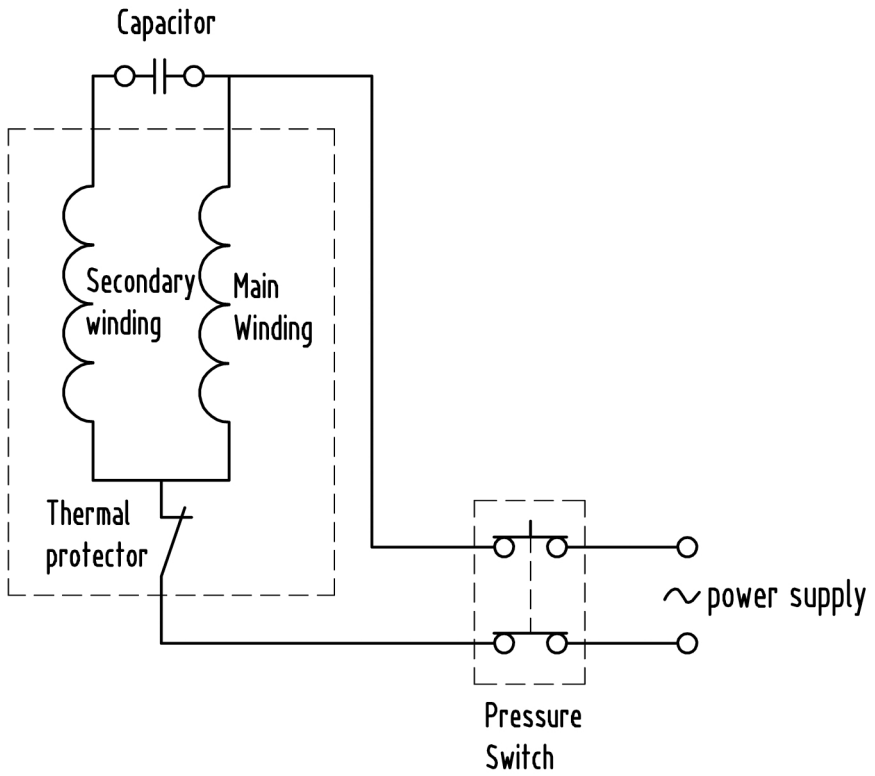 Capacitor
Secondary
winding
Main
Winding
Thermal
protector
power supply
Pressure
Switch